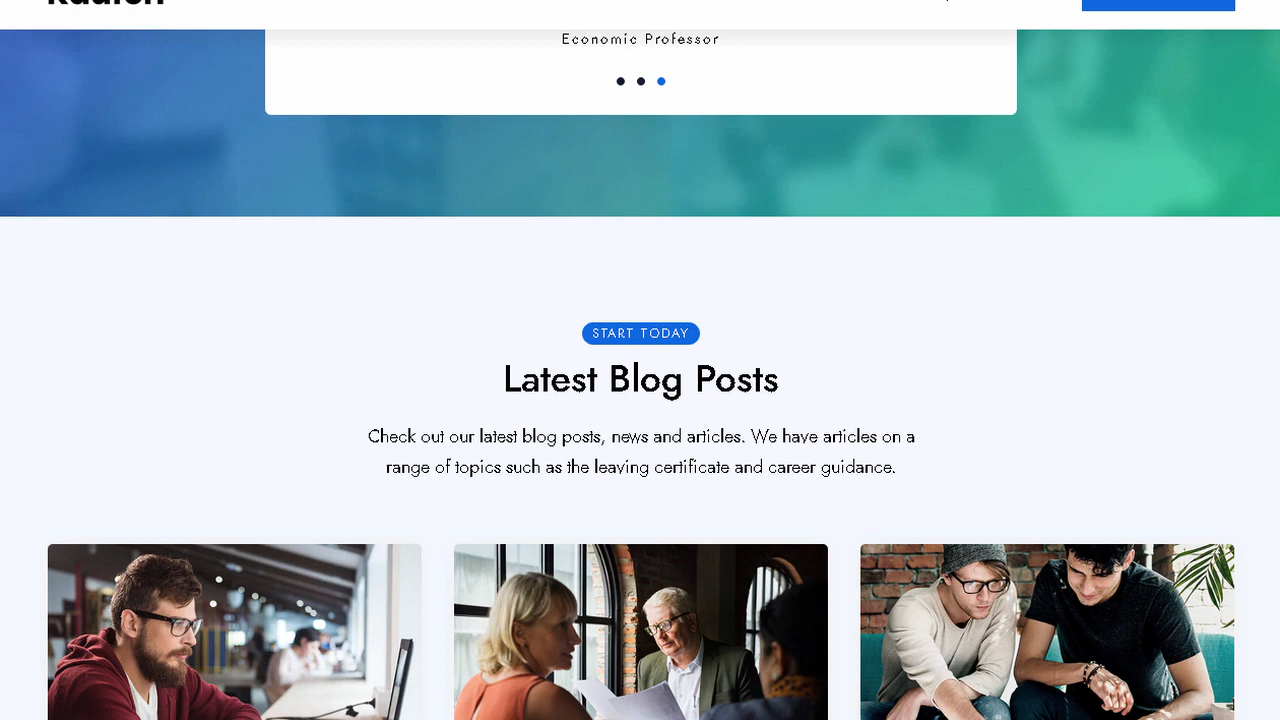 Economic Professor
START TODAY
Latest Blog Posts
Check out our latest blog posts, news and articles. We have articles on a
range of topics such as the leaving certificate and career guidance.